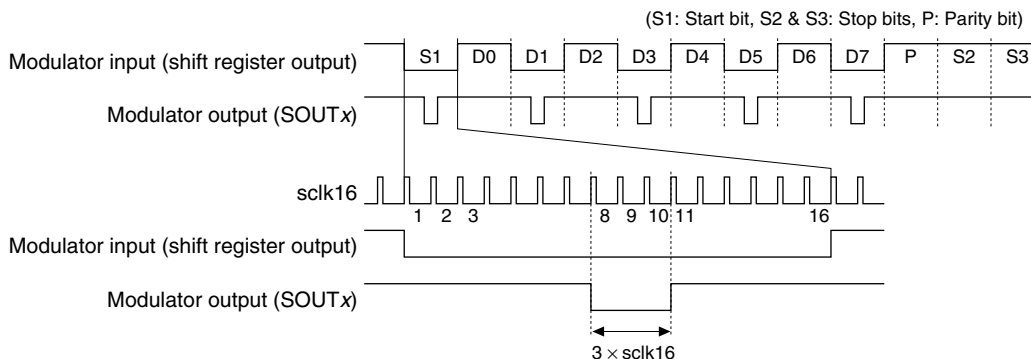 (S1: Start bit, S2 & S3: Stop bits, P: Parity bit)
Modulator input (shift register output)
S1 D0 D1 D2 D3 D4 D5 D6 D7 P S2 S3
Modulator output (SOUTx)
sclk16
1 2 3 8 9 10 11 16
Modulator input (shift register output)
Modulator output (SOUTx)
3 × sclk16